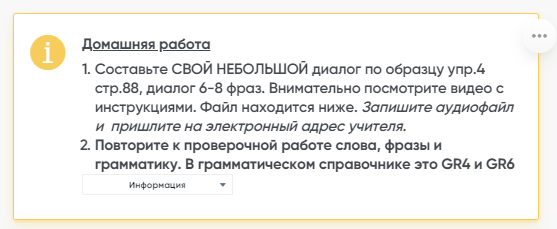 Домашняя работа
1. Составьте СВОЙ НЕБОЛЬШОЙ диалог по образцу упр.4
стр.88, диалог 6-8 фраз. Внимательно посмотрите видео с
инструкциями. Файл находится ниже. Запишите аудиофайл
и пришлите на электронный адрес учителя.
2. Повторите к проверочной работе слова, фразы и
грамматику. В грамматическом справочнике это GR4 и GR6
Информация